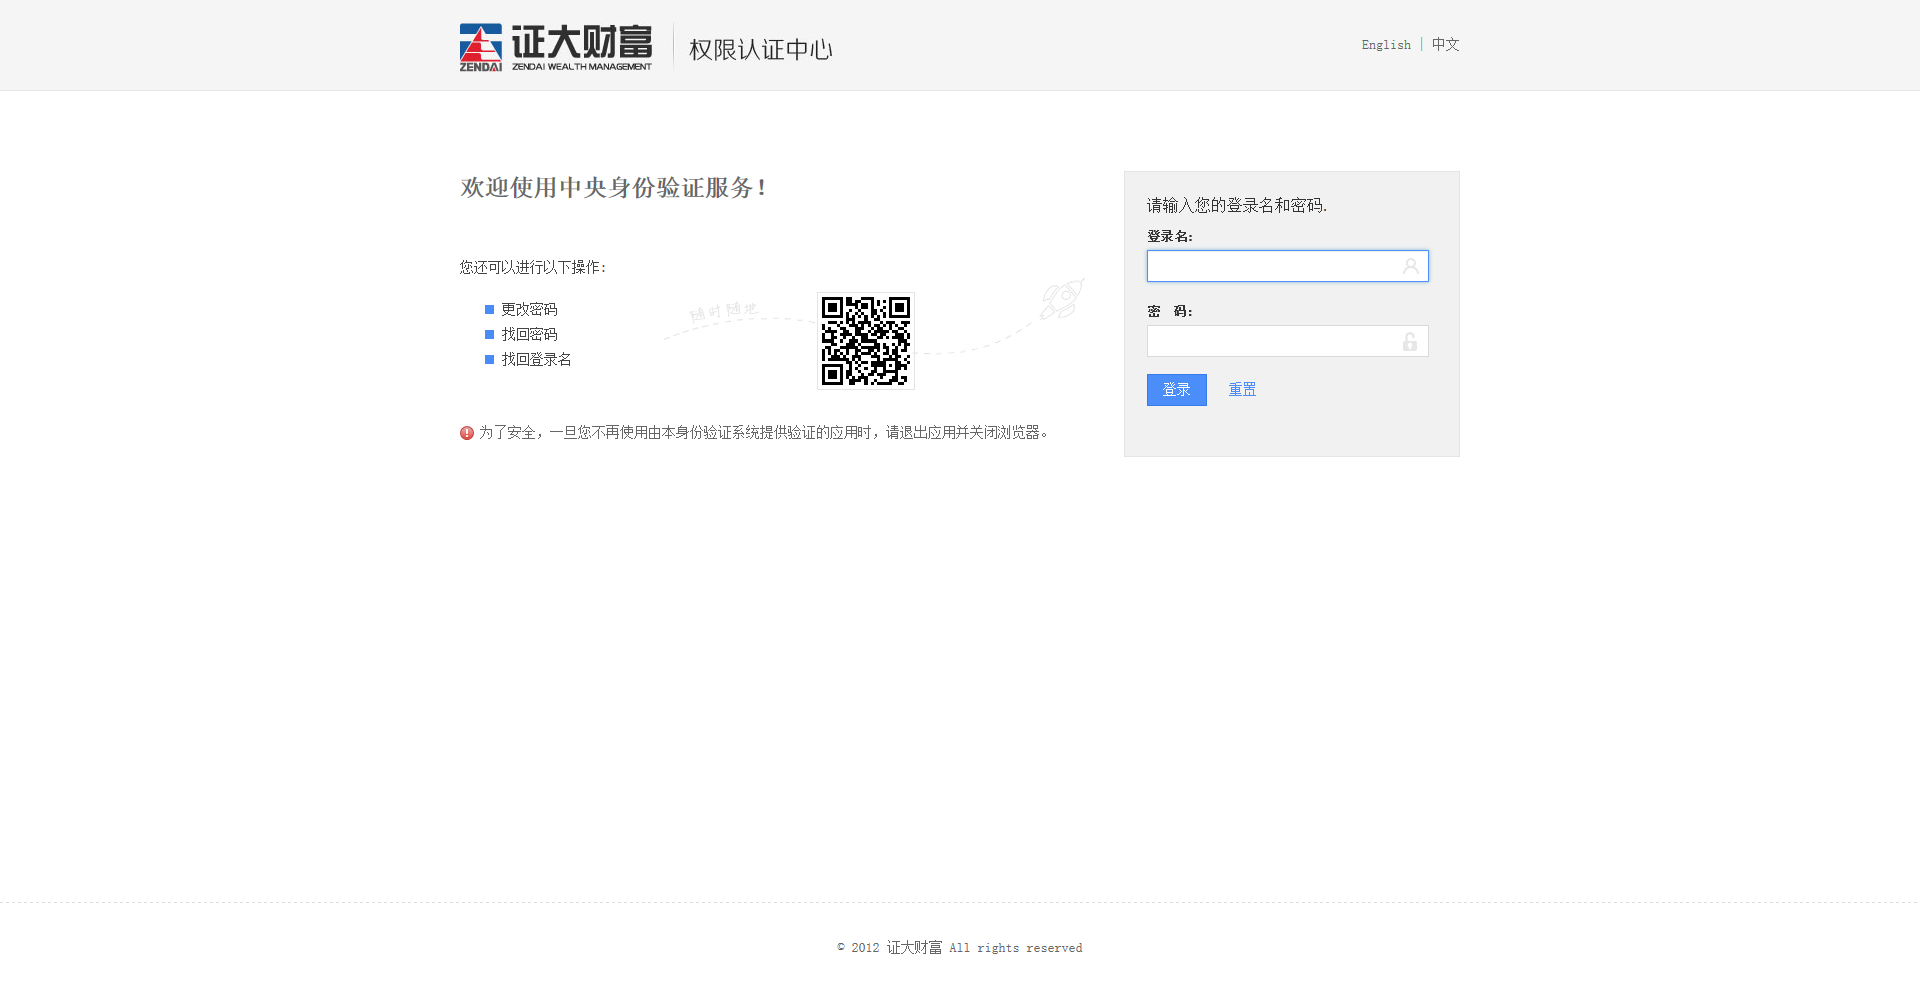 证大财富
ZENDAI
ZENDAI WEALTH MANAGEMENT
权限认证中心
English | 中文
欢迎使用中央身份验证服务!
您还可以进行以下操作:
更改密码
找回密码
找回登录名
随时随地
为了安全，一旦您不再使用由本身份验证系统提供验证的应用时，请退出应用并关闭浏览器。
请输入您的登录名和密码.
登录名:
密 码:
登录 重置
© 2012 证大财富 All rights reserved